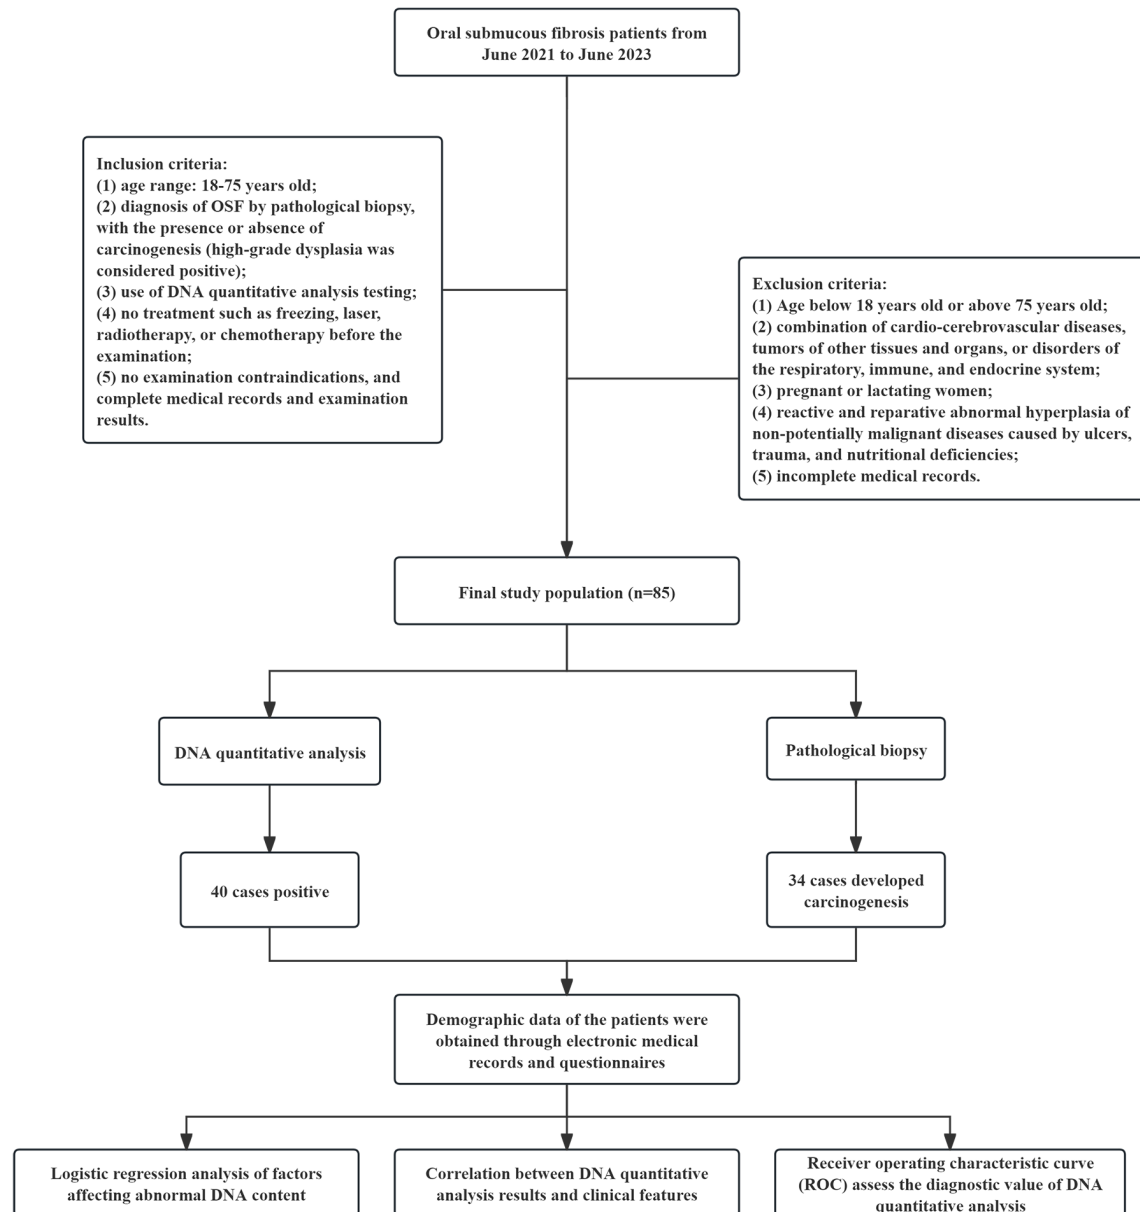 Oral submucous fibrosis patients from
June 2021 to June 2023
Inclusion criteria:
(1) age range: 18-75 years old;
(2) diagnosis of OSF by pathological biopsy,
with the presence or absence of
carcinogenesis (high-grade dysplasia was
considered positive);
(3) use of DNA quantitative analysis testing;
(4) no treatment such as freezing, laser,
radiotherapy, or chemotherapy before the
examination;
(5) no examination contraindications, and
complete medical records and examination
results.
Exclusion criteria:
(1) Age below 18 years old or above 75 years old;
(2) combination of cardio-cerebrovascular diseases,
tumors of other tissues and organs, or disorders of
the respiratory, immune, and endocrine system;
(3) pregnant or lactating women;
(4) reactive and reparative abnormal hyperplasia of
non-potentially malignant diseases caused by ulcers,
trauma, and nutritional deficiencies;
(5) incomplete medical records.
Final study population (n=85)
DNA quantitative analysis
Pathological biopsy
40 cases positive
34 cases developed
carcinogenesis
Demographic data of the patients were
obtained through electronic medical
records and questionnaires
Logistic regression analysis of factors
affecting abnormal DNA content
Correlation between DNA quantitative
analysis results and clinical features
Receiver operating characteristic curve
(ROC) assess the diagnostic value of DNA
quantitative analysis